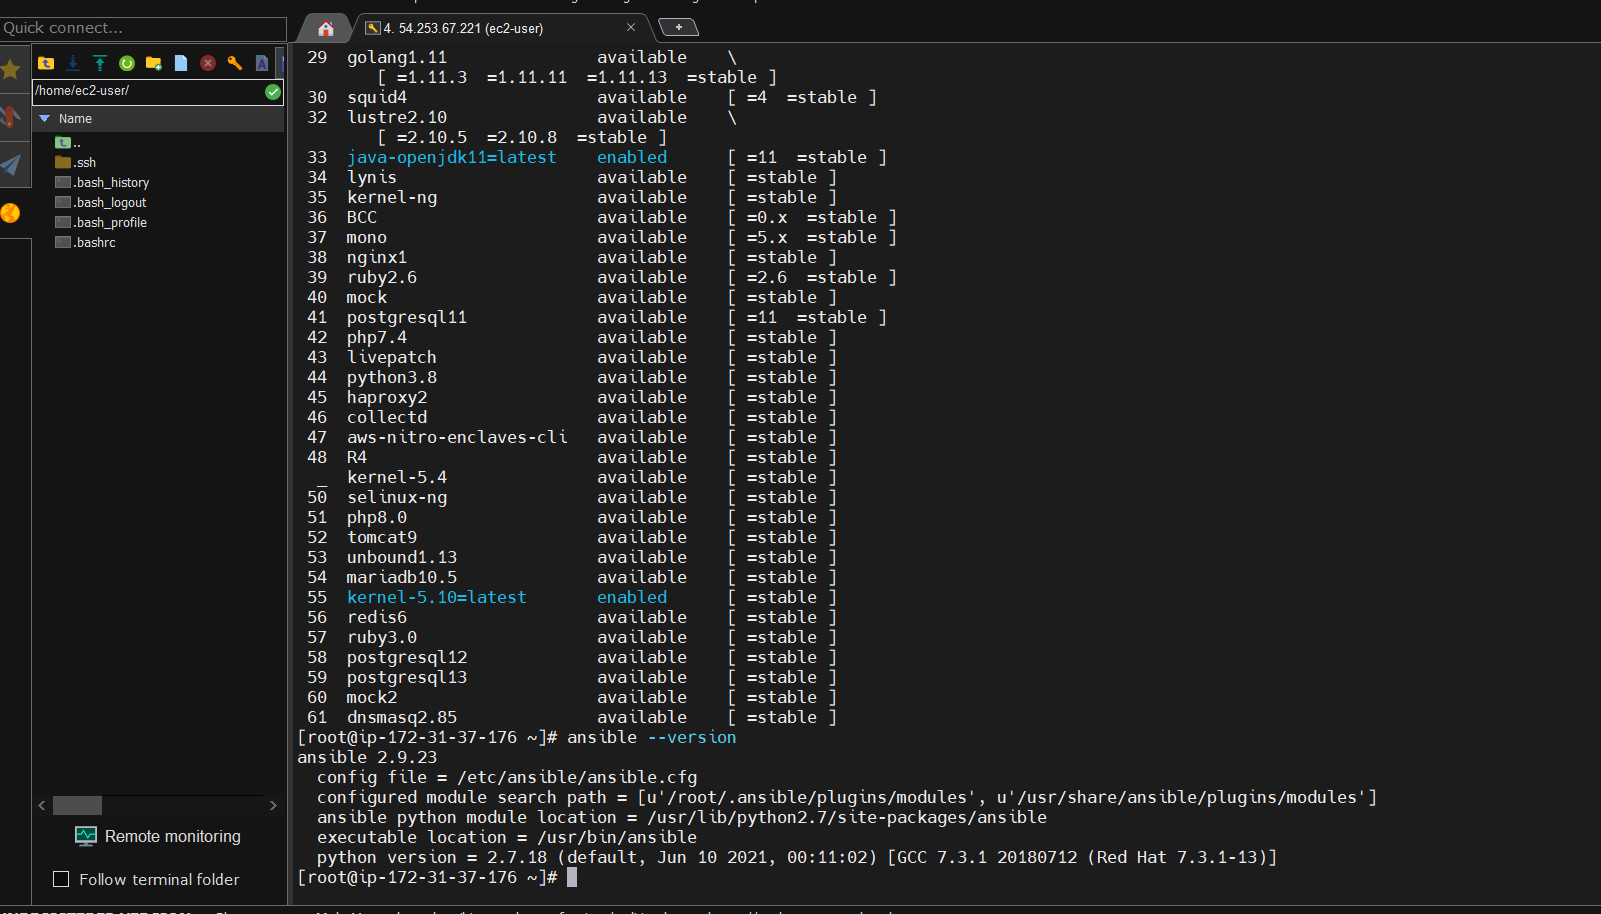 Quick connect...
4. 54.253.67.221 (ec2-user)
/home/ec2-user/
Name
..
.ssh
.bash_history
.bash_logout
.bash_profile
.bashrc
Remote monitoring
Follow terminal folder
29 golang1.11 available \
[ =1.11.3 =1.11.11 =1.11.13 =stable ]
30 squid4 available [ =4 =stable ]
32 lustre2.10 available \
[ =2.10.5 =2.10.8 =stable ]
33 java-openjdk11=latest enabled [ =11 =stable ]
34 lynis available [ =stable ]
35 kernel-ng available [ =stable ]
36 BCC available [ =0.x =stable ]
37 mono available [ =5.x =stable ]
38 nginx1 available [ =stable ]
39 ruby2.6 available [ =2.6 =stable ]
40 mock available [ =stable ]
41 postgresql11 available [ =11 =stable ]
42 php7.4 available [ =stable ]
43 livepatch available [ =stable ]
44 python3.8 available [ =stable ]
45 haproxy2 available [ =stable ]
46 collectd available [ =stable ]
47 aws-nitro-enclaves-cli available [ =stable ]
48 R4 available [ =stable ]
_ kernel-5.4 available [ =stable ]
50 selinux-ng available [ =stable ]
51 php8.0 available [ =stable ]
52 tomcat9 available [ =stable ]
53 unbound1.13 available [ =stable ]
54 mariadb10.5 available [ =stable ]
55 kernel-5.10=latest enabled [ =stable ]
56 redis6 available [ =stable ]
57 ruby3.0 available [ =stable ]
58 postgresql12 available [ =stable ]
59 postgresql13 available [ =stable ]
60 mock2 available [ =stable ]
61 dnsmasq2.85 available [ =stable ]
[root@ip-172-31-37-176 ~]# ansible --version
ansible 2.9.23
config file = /etc/ansible/ansible.cfg
configured module search path = [u'/root/.ansible/plugins/modules', u'/usr/share/ansible/plugins/modules']
ansible python module location = /usr/lib/python2.7/site-packages/ansible
executable location = /usr/bin/ansible
python version = 2.7.18 (default, Jun 10 2021, 00:11:02) [GCC 7.3.1 20180712 (Red Hat 7.3.1-13)]
[root@ip-172-31-37-176 ~]#